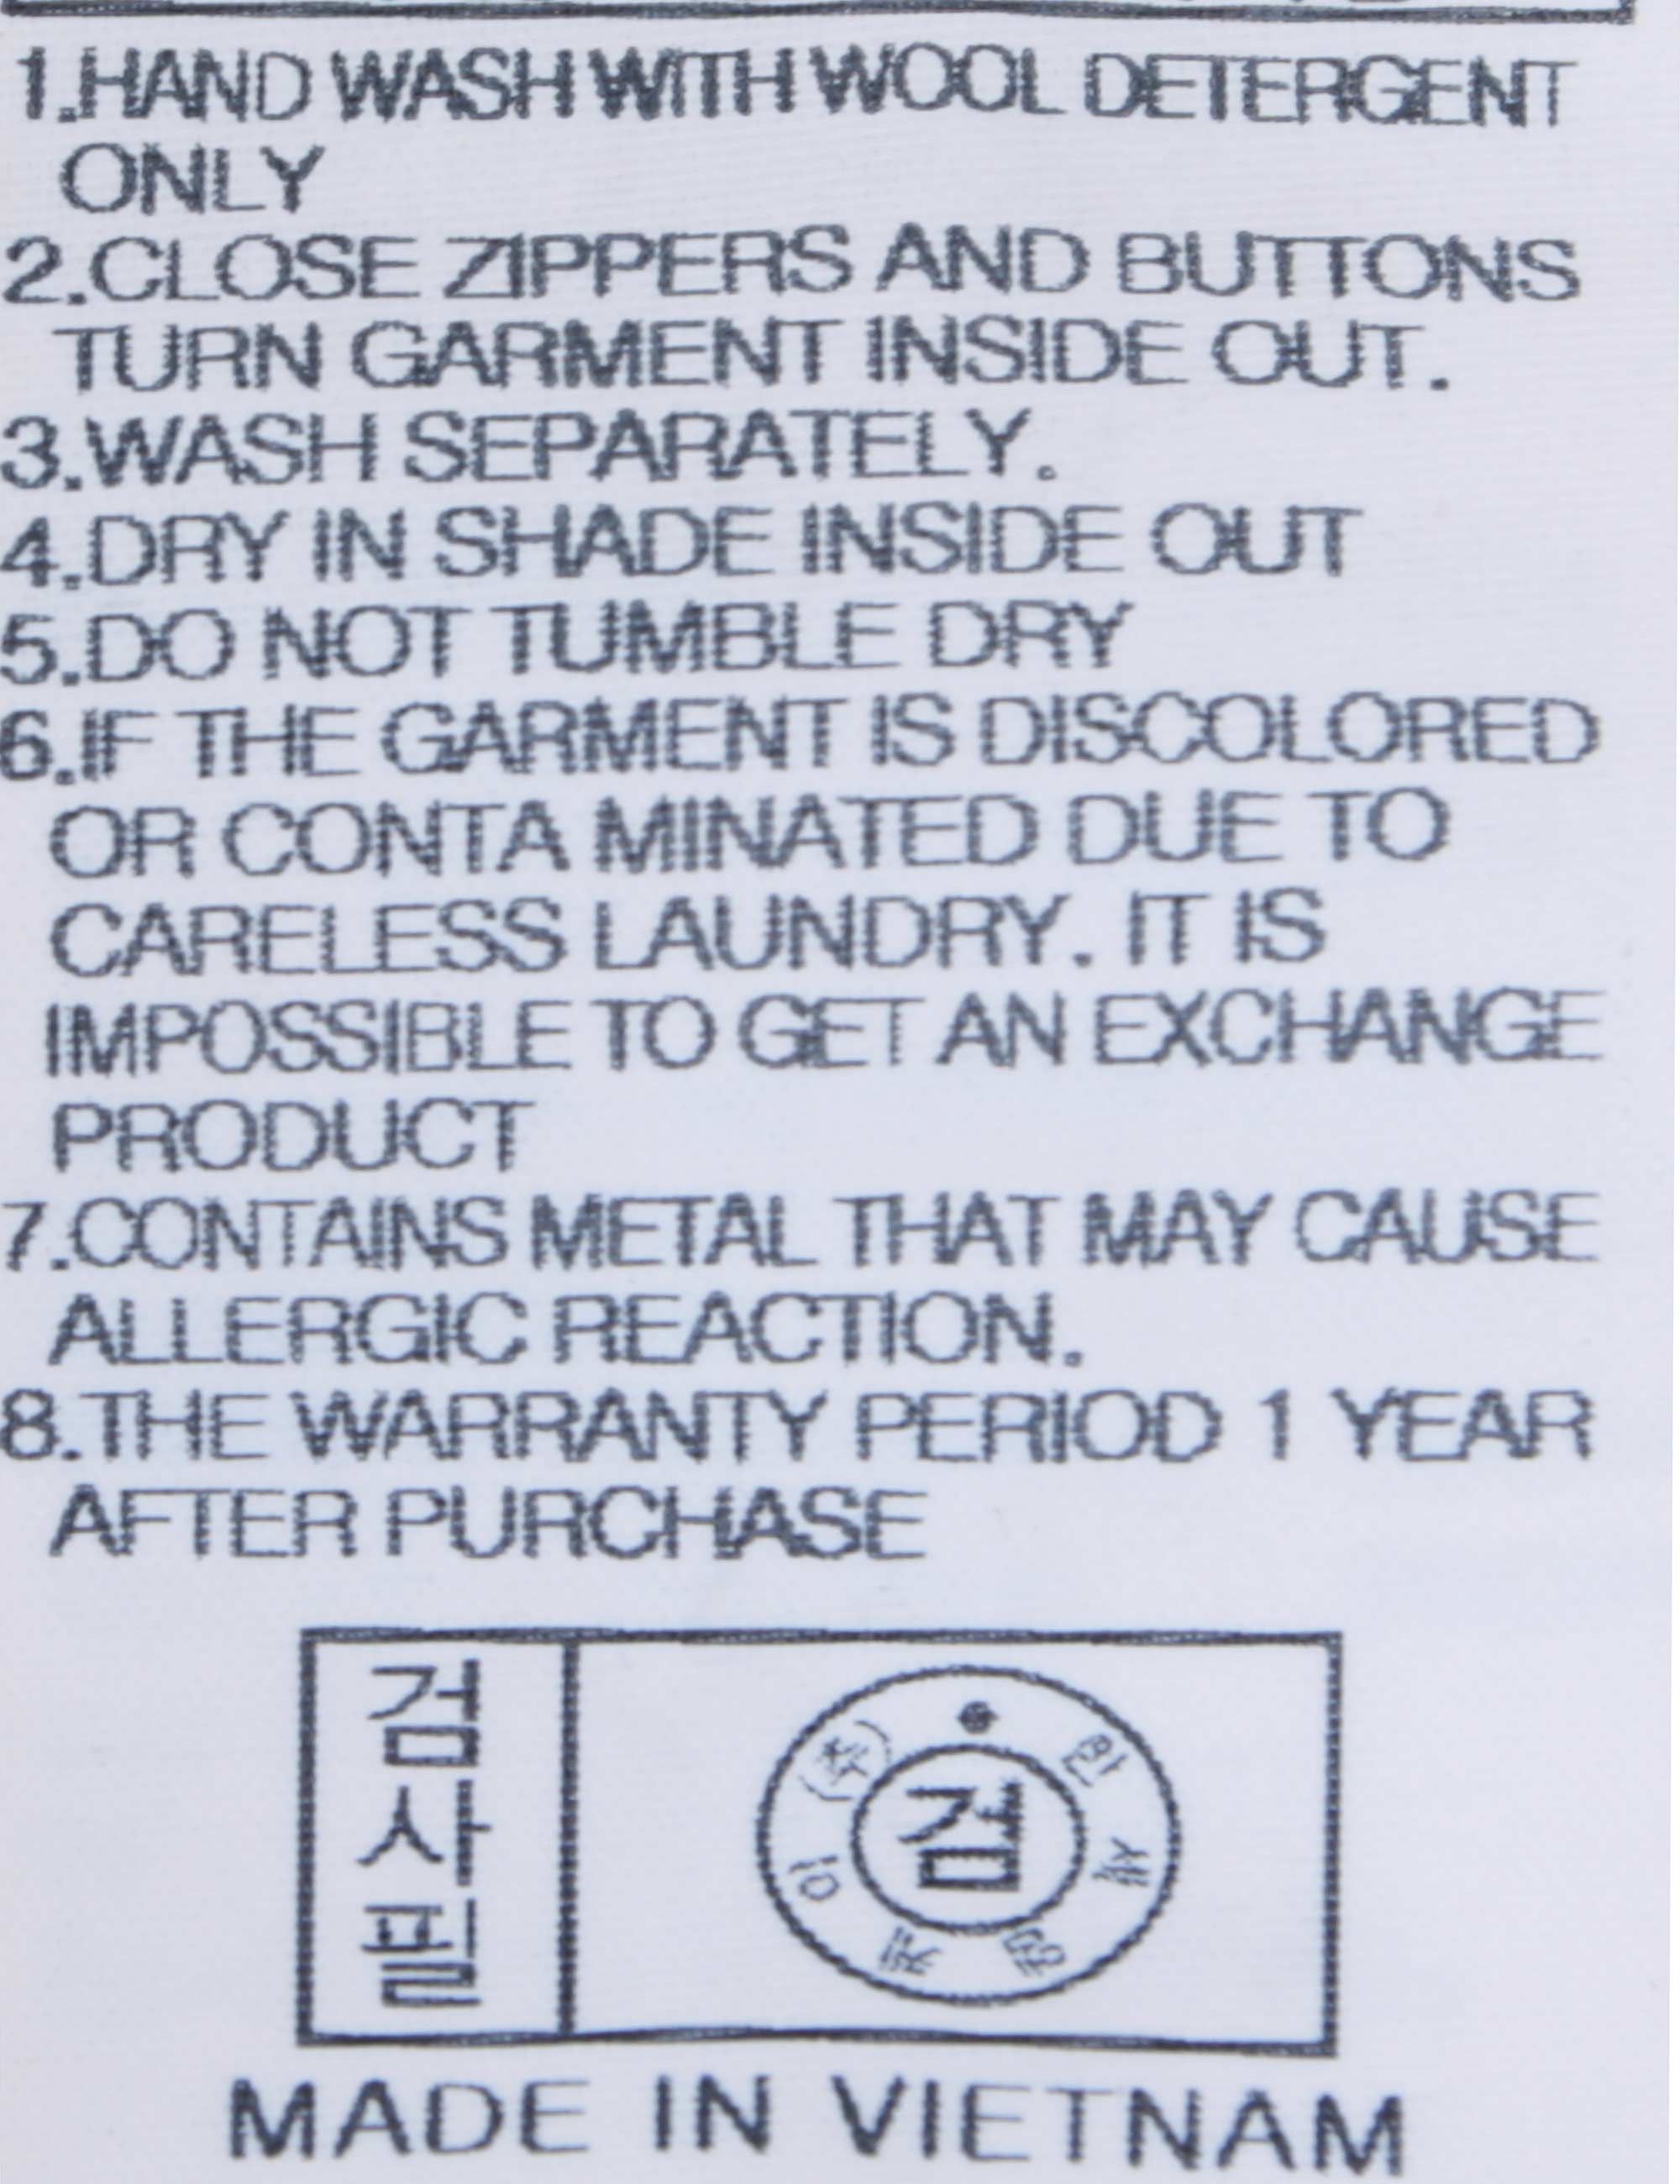 1.HAND WASH WITH WOOL DETERGENT
ONLY
2.CLOSE ZIPPERS AND BUTTONS
TURN GARMENT INSIDE OUT.
3.WASH SEPARATELY.
4.DRY IN SHADE INSIDE OUT
5.DO NOT TUMBLE DRY
6.IF THE GARMENT IS DISCOLORED
OR CONTA MINATED DUE TO
CARELESS LAUNDRY. IT IS
IMPOSSIBLE TO GET AN EXCHANGE
PRODUCT
7.CONTAINS METAL THAT MAY CAUSE
ALLERGIC REACTION.
8.THE WARRANTY PERIOD 1 YEAR
AFTER PURCHASE
검사필
검
(주)
MADE IN VIETNAM